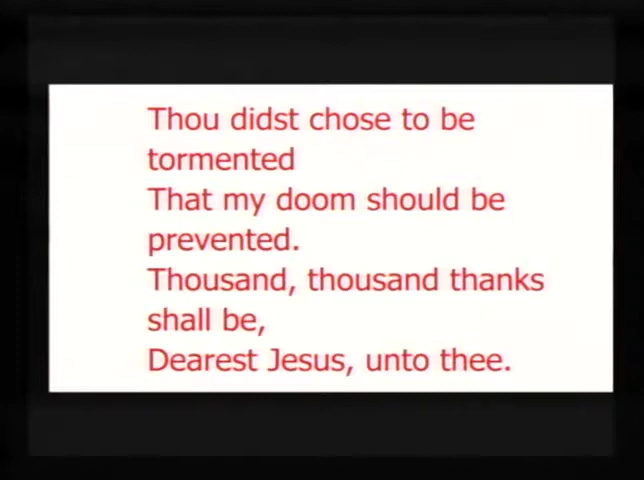 Thou didst chose to be
tormented
That my doom should be
prevented.
Thousand, thousand thanks
shall be,
Dearest Jesus, unto thee.